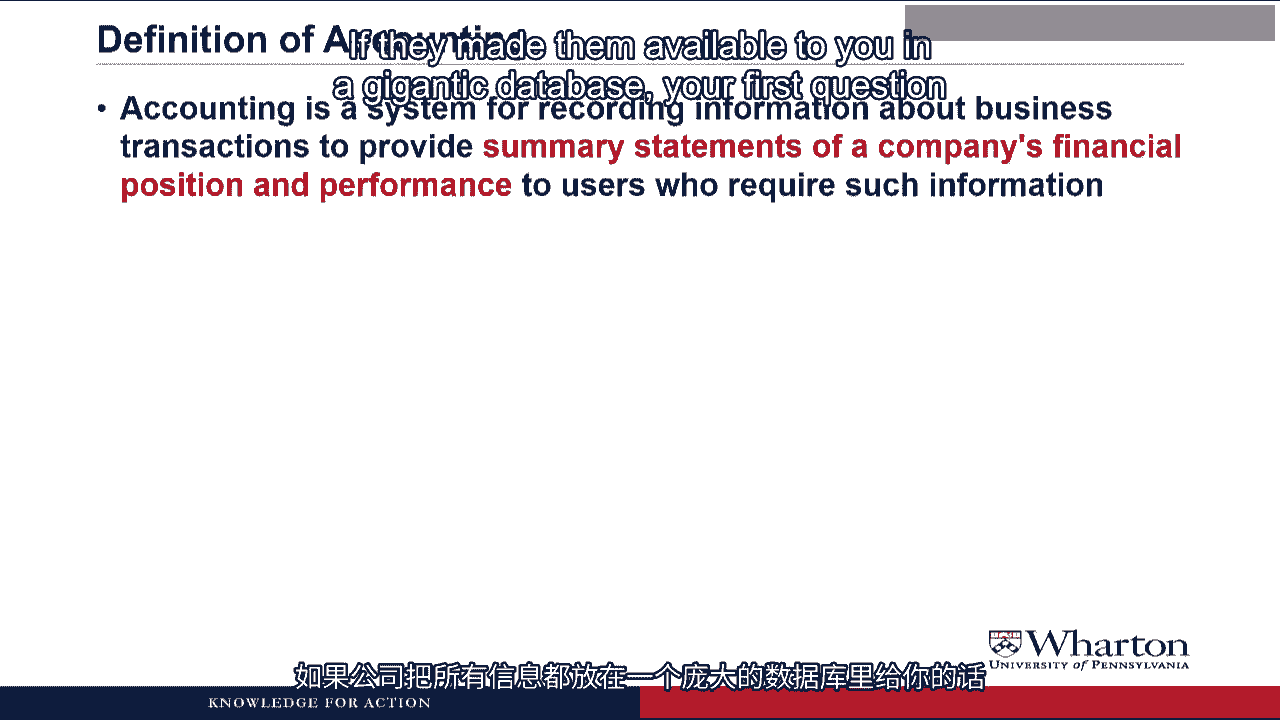 Definition of Accounting
If they made them available to you in
a gigantic database, your first question
• Accounting is a system for recording information about business
transactions to provide summary statements of a company's financial
position and performance to users who require such information
Wharton
UNIVERSITY of PENNSYLVANIA
如果公司把所有信息都放在一个庞大的数据库里给你的话
KNOWLEDGE FOR ACTION